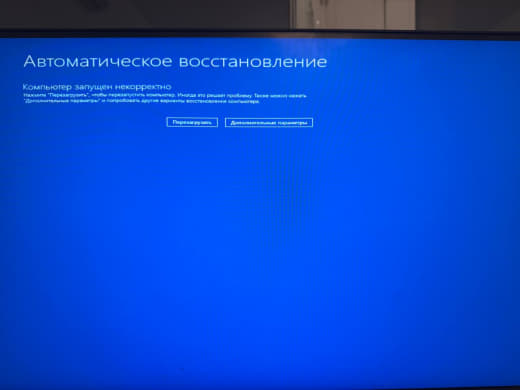 Автоматическое восстановление
Компьютер запущен некорректно
Нажмите "Перезагрузить", чтобы перезапустить компьютер. Иногда это решает проблему. Также можно нажать
"Дополнительные параметры" и попробовать другие варианты восстановления компьютера.
Перезагрузить
Дополнительные параметры